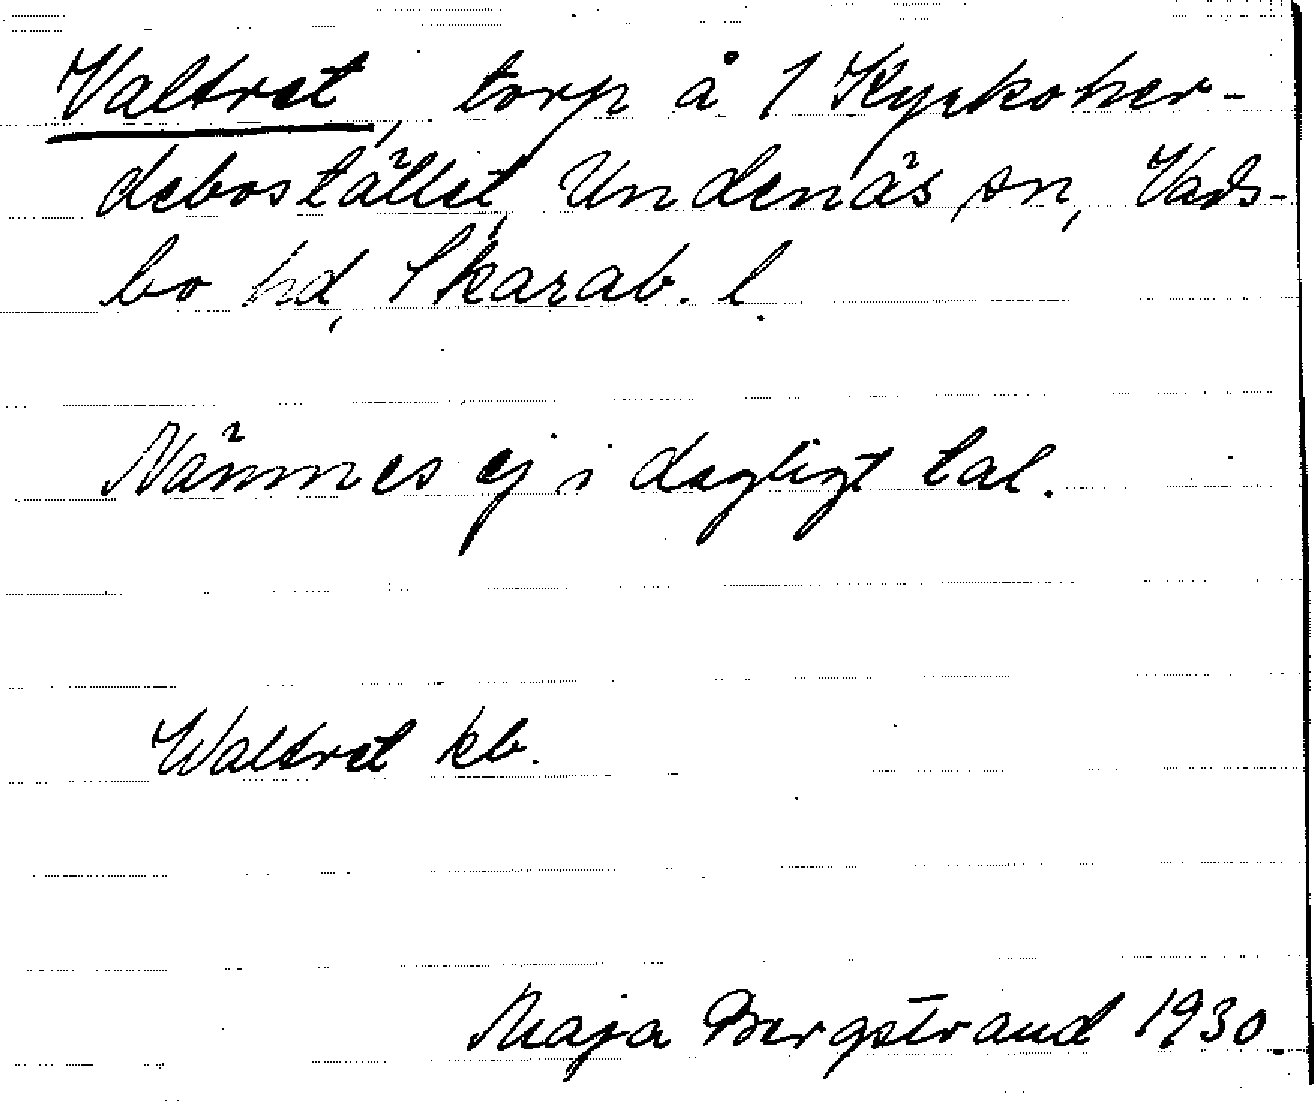 Valtret, torp å 1 Kyrkoher-
debostället, Undenäs sn, Vads-
bo hd, Skarab. l.
Nämnes ej i dagligt tal.
Waltret kb.
Maja Bergstrand 1930.